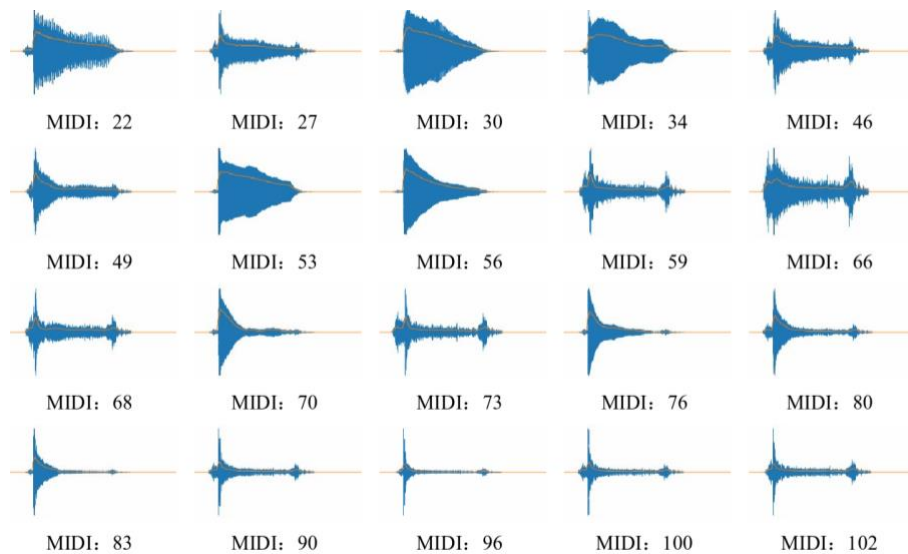 MIDI：22 MIDI：27 MIDI：30 MIDI：34 MIDI：46
MIDI：49 MIDI：53 MIDI：56 MIDI：59 MIDI：66
MIDI：68 MIDI：70 MIDI：73 MIDI：76 MIDI：80
MIDI：83 MIDI：90 MIDI：96 MIDI：100 MIDI：102